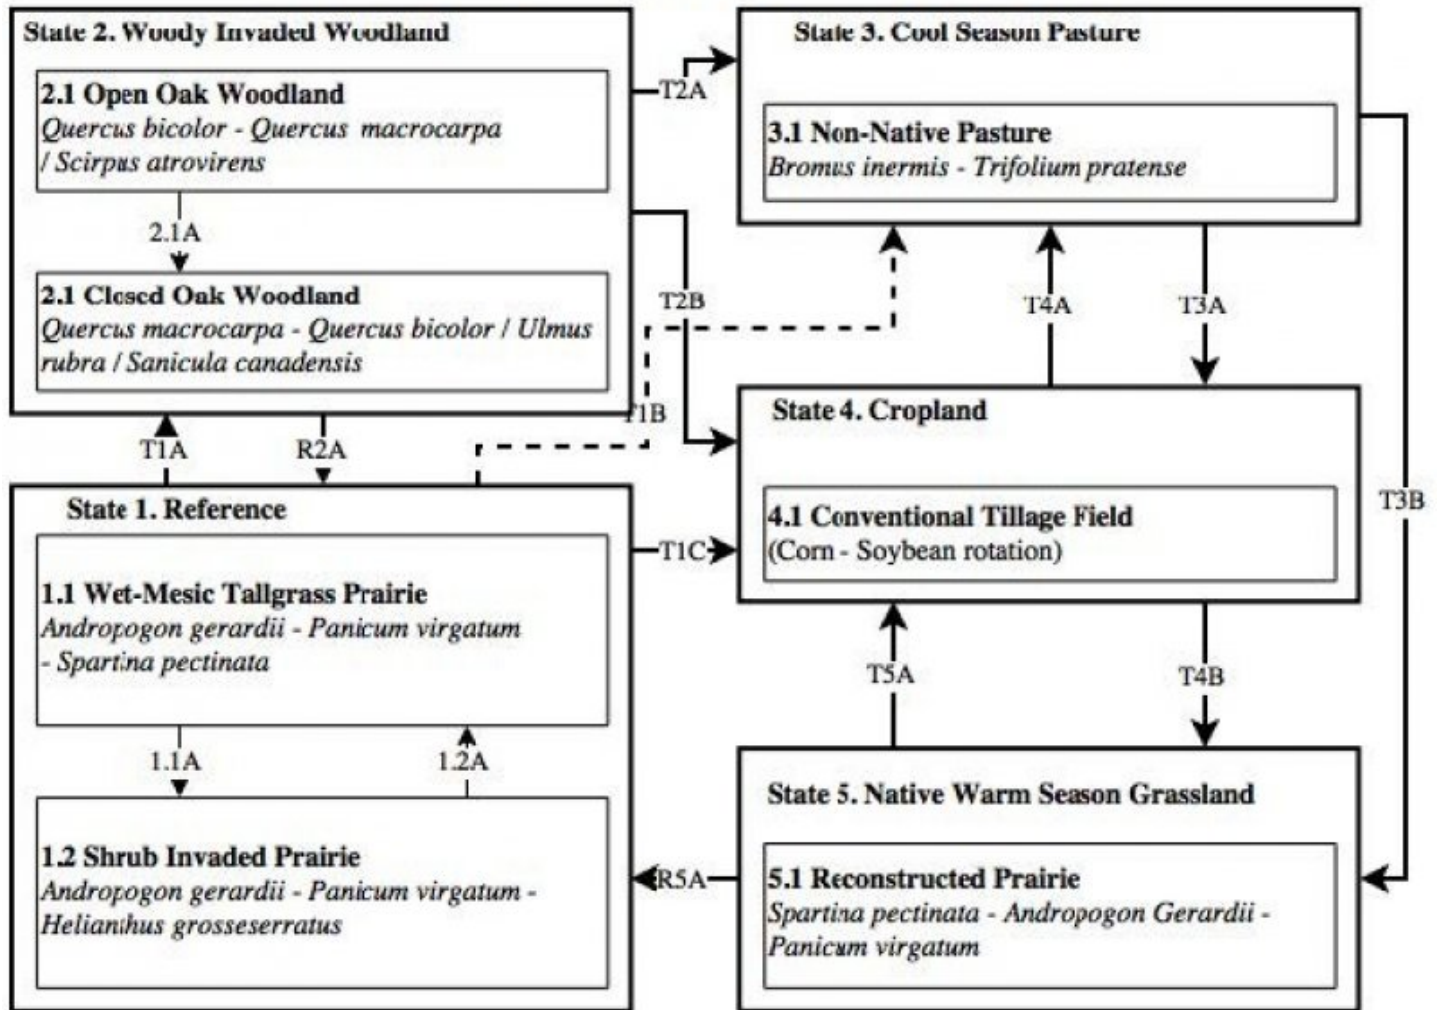 State 2. Woody Invaded Woodland
2.1 Open Oak Woodland
Quercus bicolor - Quercus macrocarpa
/ Scirpus atrovirens
2.1A
2.1 Closed Oak Woodland
Quercus macrocarpa - Quercus bicolor / Ulmus
rubra / Sanicula canadensis
T1A
R2A
State 1. Reference
1.1 Wet-Mesic Tallgrass Prairie
Andropogon gerardii - Panicum virgatum
- Spartina pectinata
1.1A
1.2A
1.2 Shrub Invaded Prairie
Andropogon gerardii - Panicum virgatum -
Helianthus grosseserratus
T2A
T2B
T1B
T1C
R5A
State 3. Cool Season Pasture
3.1 Non-Native Pasture
Bromus inermis - Trifolium pratense
T4A
T3A
State 4. Cropland
4.1 Conventional Tillage Field
(Corn - Soybean rotation)
T3B
T5A
T4B
State 5. Native Warm Season Grassland
5.1 Reconstructed Prairie
Spartina pectinata - Andropogon Gerardii -
Panicum virgatum